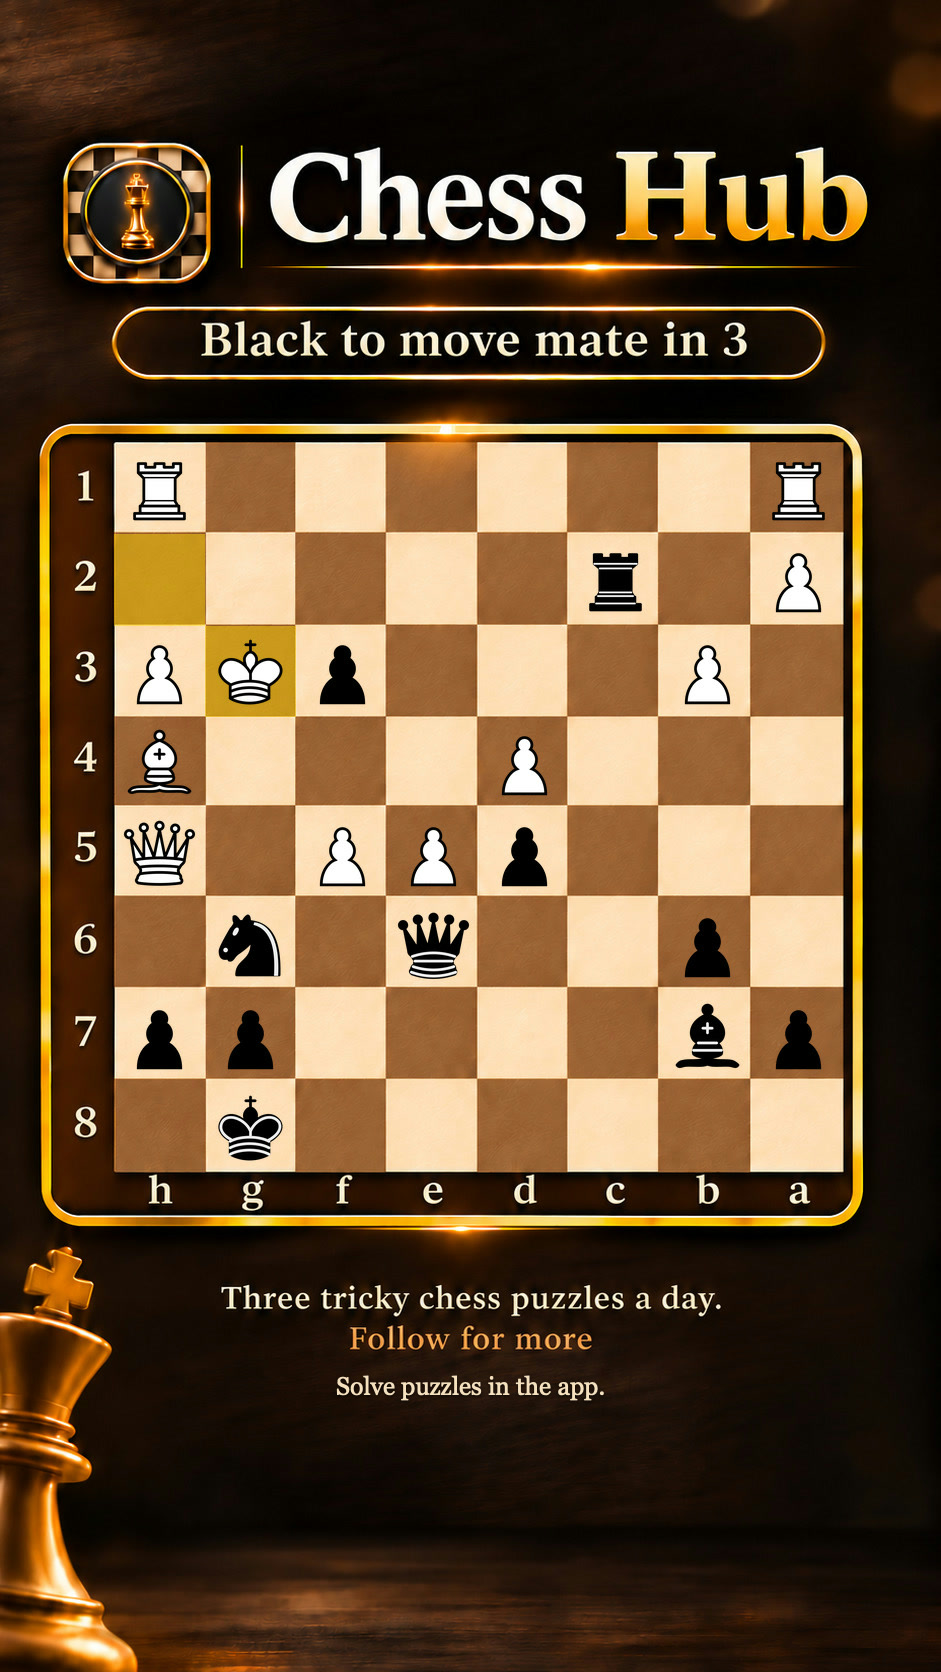 Chess Hub
Black to move mate in 3
1
2
3
4
5
6
7
8
h g f e d c b a
Three tricky chess puzzles a day.
Follow for more
Solve puzzles in the app.